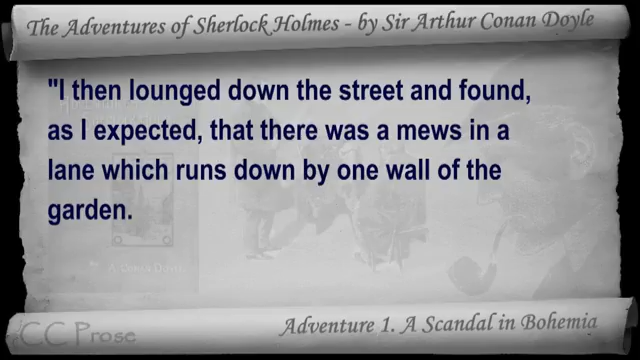 The Adventures of Sherlock Holmes - by Sir Arthur Conan Doyle
"I then lounged down the street and found,
as I expected, that there was a mews in a
lane which runs down by one wall of the
garden.
CC Prose
Adventure 1. A Scandal in Bohemia